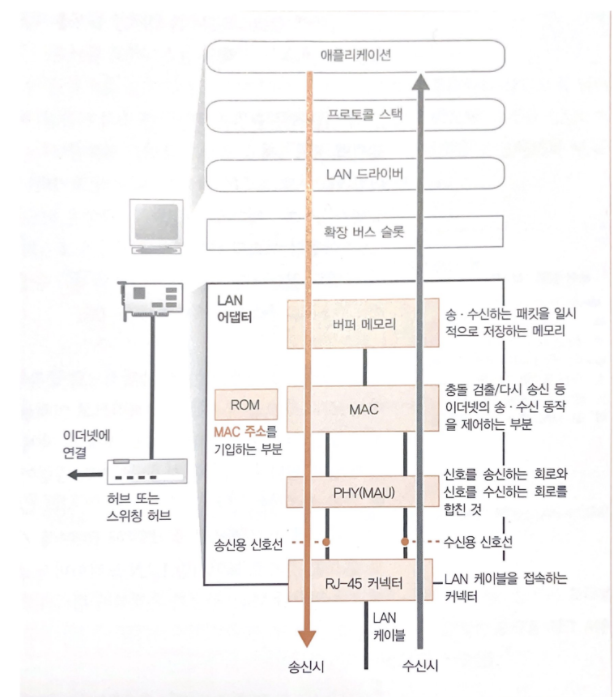 애플리케이션
프로토콜 스택
LAN 드라이버
확장 버스 슬롯
LAN
어댑터
버퍼 메모리
송·수신하는 패킷을 일시
적으로 저장하는 메모리
ROM
MAC 주소를
기입하는 부분
MAC
충돌 검출/다시 송신 등
이더넷의 송·수신 동작
을 제어하는 부분
이더넷에
연결
허브 또는
스위칭 허브
PHY(MAU)
신호를 송신하는 회로와
신호를 수신하는 회로를
합친 것
송신용 신호선
수신용 신호선
RJ-45 커넥터
LAN 케이블을 접속하는
커넥터
LAN
케이블
송신시
수신시